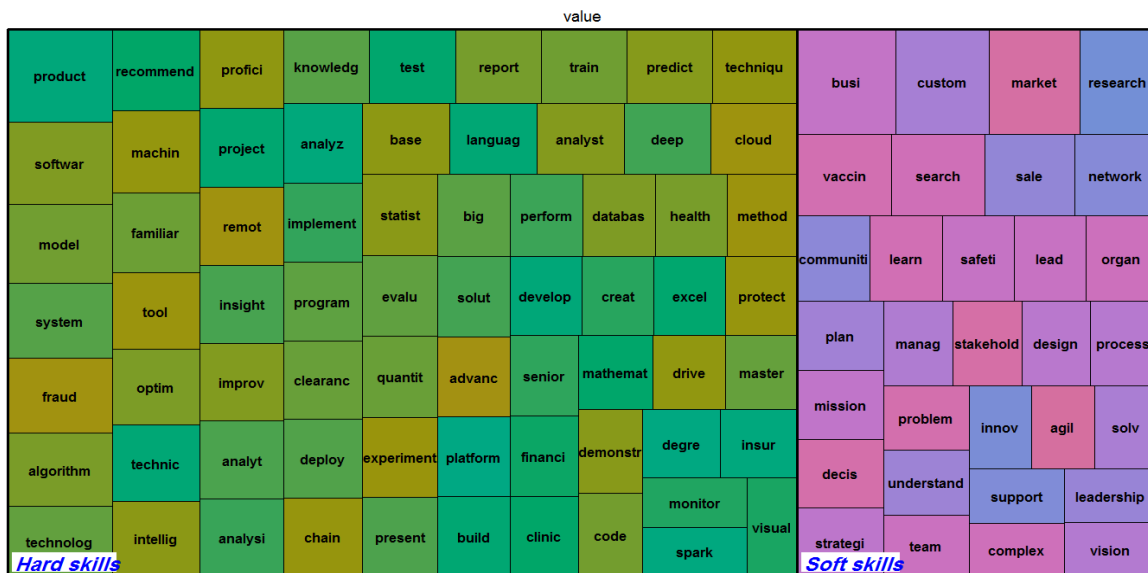 value
product
softwar
model
system
fraud
algorithm
technolog
recommend
machin
familiar
tool
optim
technic
intellig
profici
project
remot
insight
improv
analyt
analysi
knowledg
test
report
train
predict
techniqu
analyz
base
languag
analyst
deep
cloud
implement
statist
big
perform
databas
health
method
program
evalu
solut
develop
creat
excel
protect
clearanc
quantit
advanc
senior
mathemat
drive
master
deploy
experiment
platform
financi
demonstr
degre
insur
chain
present
build
clinic
code
monitor
spark
visual
Hard skills
busi
custom
market
research
vaccin
search
sale
network
communiti
learn
safeti
lead
organ
plan
manag
stakehold
design
process
mission
problem
innov
agil
solv
decis
understand
support
leadership
strategi
team
complex
vision
Soft skills